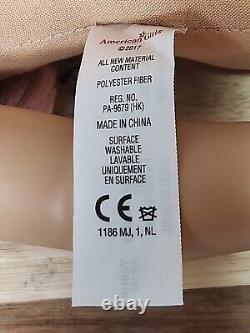 American Girl®
©2017
ALL NEW MATERIAL
CONTENT
POLYESTER FIBER
REG. NO.
PA-9679 (HK)
MADE IN
CHINA
SURFACE
WASHABLE
LAVABLE
UNIQUEMENT
EN SURFACE
CE
1186 MJ, 1, NL